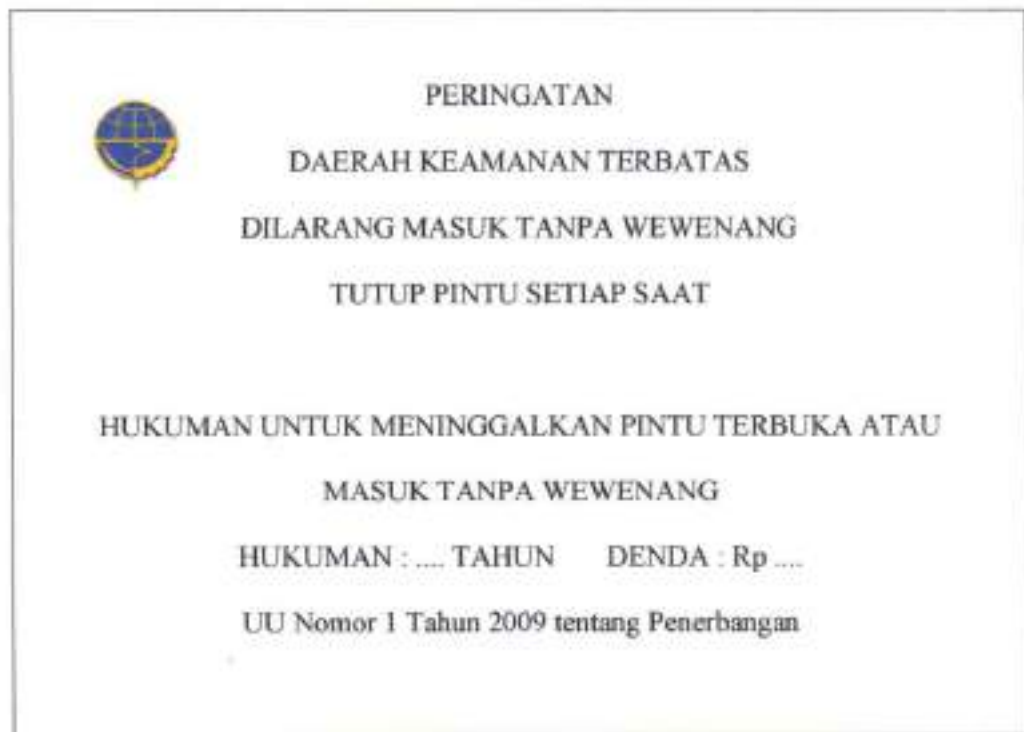 PERINGATAN
DAERAH KEAMANAN TERBATAS
DILARANG MASUK TANPA WEWENANG
TUTUP PINTU SETIAP SAAT
HUKUMAN UNTUK MENINGGALKAN PINTU TERBUKA ATAU
MASUK TANPA WEWENANG
HUKUMAN : .... TAHUN DENDA : Rp ....
UU Nomor 1 Tahun 2009 tentang Penerbangan